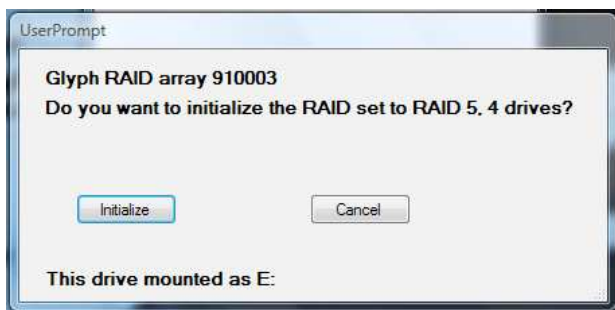 UserPrompt
Glyph RAID array 910003
Do you want to initialize the RAID set to RAID 5, 4 drives?
Initialize
Cancel
This drive mounted as E: